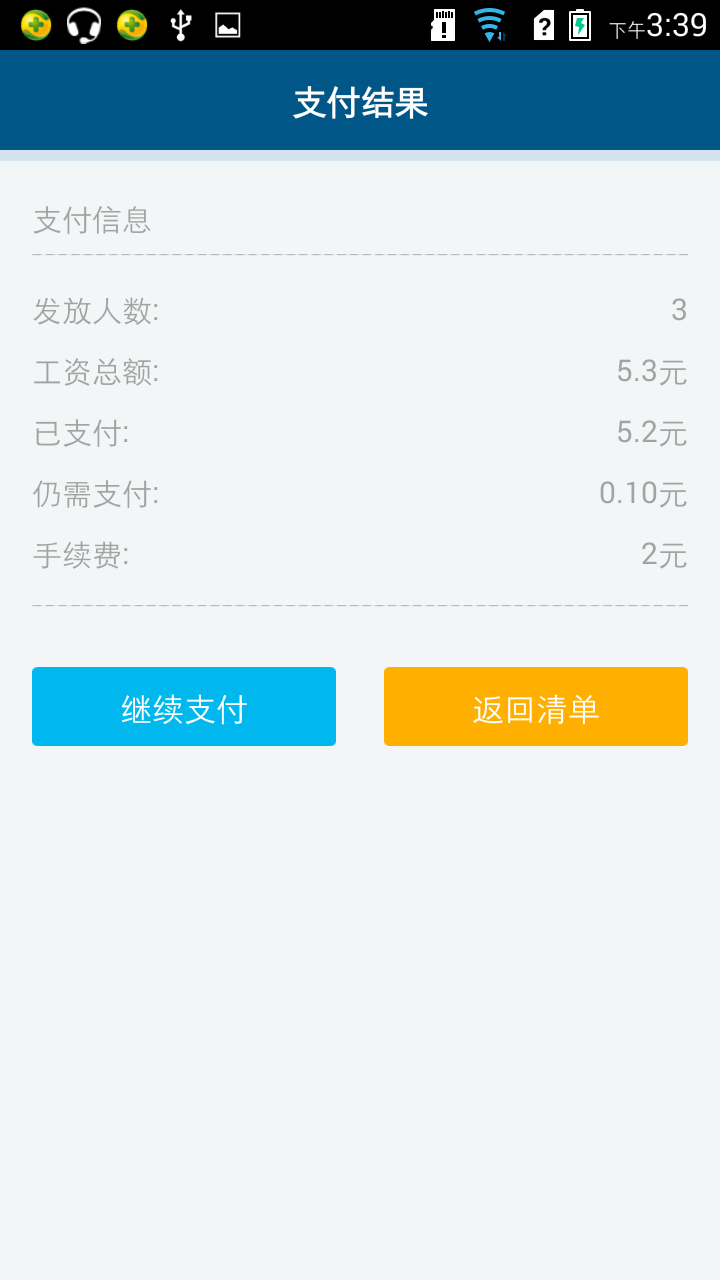 下午3:39
支付结果
支付信息
发放人数: 3
工资总额: 5.3元
已支付: 5.2元
仍需支付: 0.10元
手续费: 2元
继续支付 返回清单